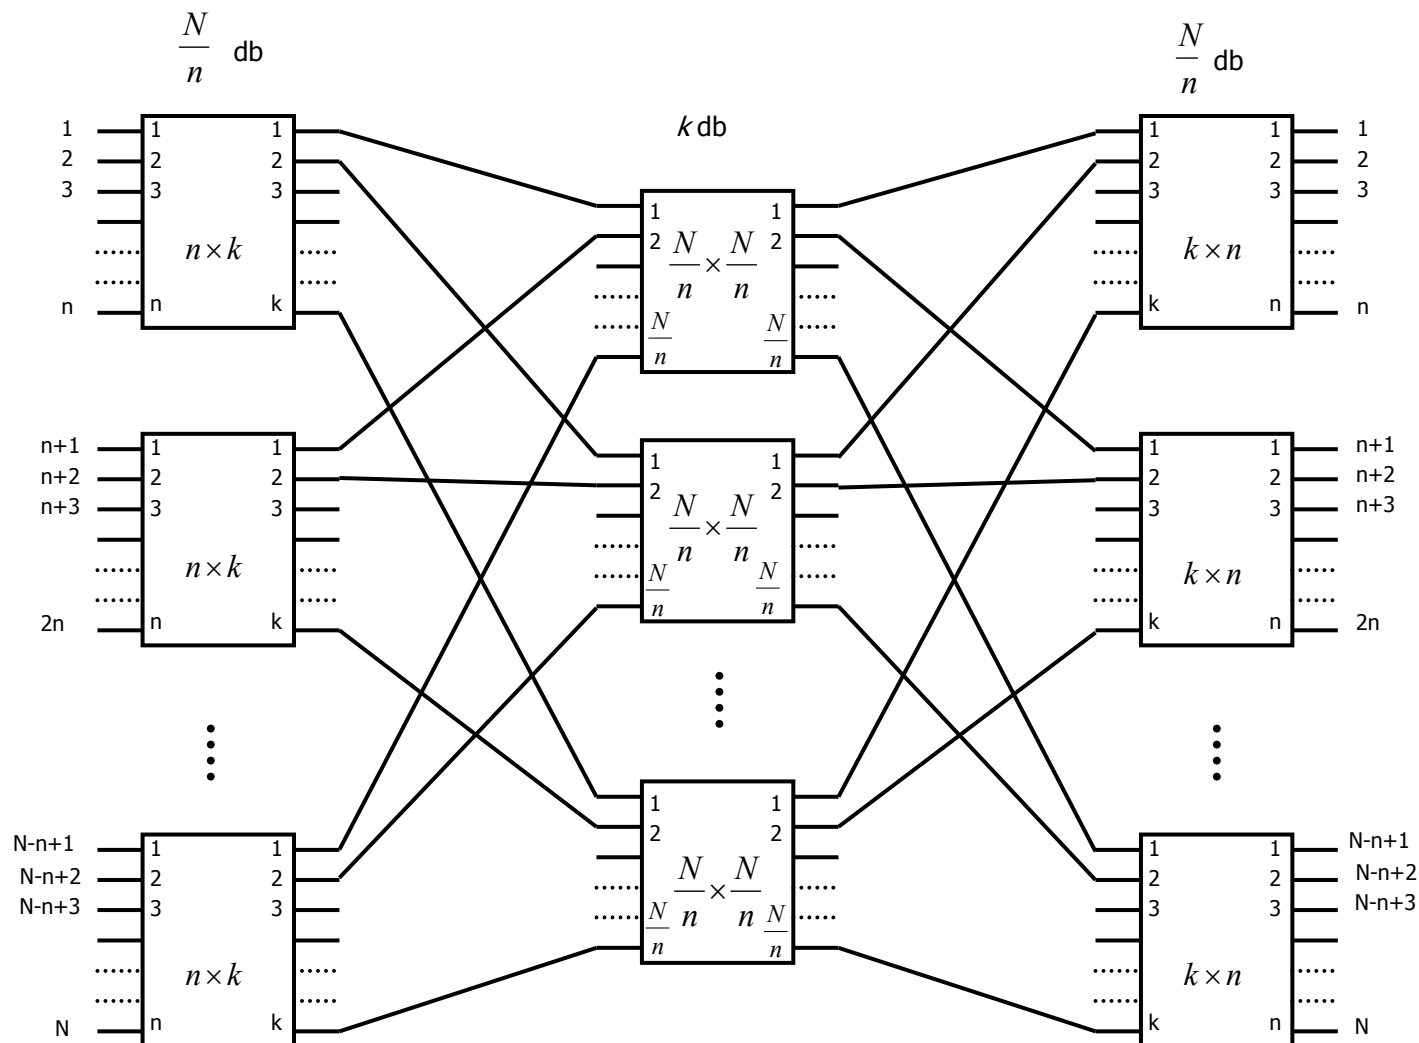 N/n db
N/n db
k db
1 1 1 1 1 1
2 2 2 2 2 2
3 3 3 3 3 3
n×k
k×n
n n k k n n
1 1
2 N/n×N/n 2
N/n N/n
n+1 1 1 1 1 n+1
n+2 2 2 2 2 n+2
n+3 3 3 3 3 n+3
n×k
k×n
2n n k k n 2n
1 1
2 2
N/n×N/n
N/n N/n
1 1
2 2
N/n×N/n
N/n N/n
N-n+1 1 1 1 1 N-n+1
N-n+2 2 2 2 2 N-n+2
N-n+3 3 3 3 3 N-n+3
n×k
k×n
N n k k n N